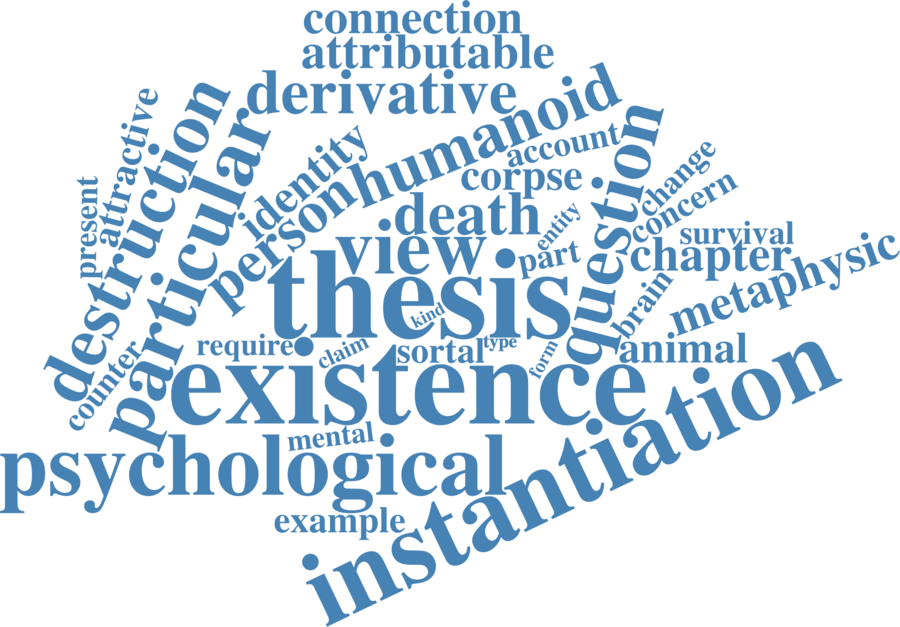 connection
attributable
derivative
humanoid
destruction
particular
attractive
present
identity
person
account
corpse
question
change
concern
death
entity
view
part
survival
chapter
metaphysic
thesis
kind
brain
require
claim
sortal
type
form
animal
counter
existence
instantiation
mental
psychological
example